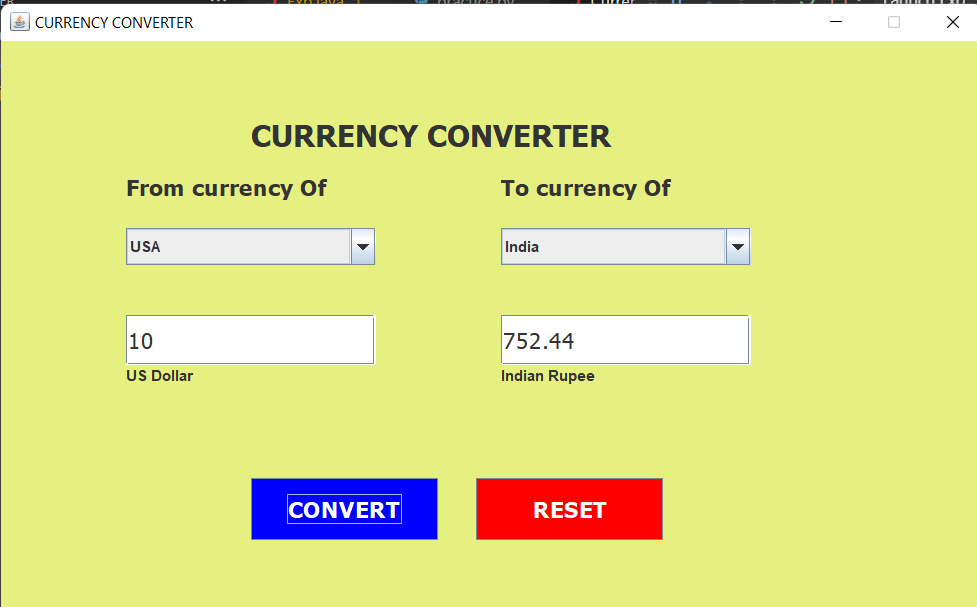 CURRENCY CONVERTER
CURRENCY CONVERTER
From currency Of To currency Of
USA India
10 752.44
US Dollar Indian Rupee
CONVERT RESET